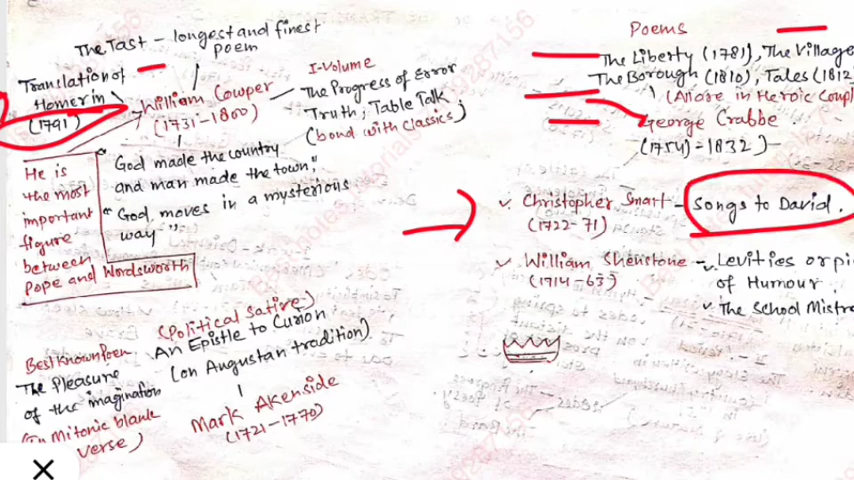 The Tast - longest and finest
poem
Translation of
Homer in
(1791)
William Cowper
(1731-1800)
I-Volume
The Progress of Error
Truth, Table Talk
(bond with classics)
He is
the most
important
figure
between
Pope and Wordsworth
"God made the country
and man made the town"
"God moves in a mysterious
way"
Best Known Poem
The Pleasure
of the imagination
(in Mitonic blank
verse)
(Political Satire)
An Epistle to Curion
(on Augustan tradition)
Mark Akenside
(1721-1770)
Poems
The Liberty (1781), The Village
The Borough (1810), Tales (1812
(All are in Heroic Coupl
George Crabbe
(1754)-1832)
Christopher Smart - Songs to David.
(1722-71)
William Shenstone - Levities or pi
(1714-63)
of Humour.
The School Mistre